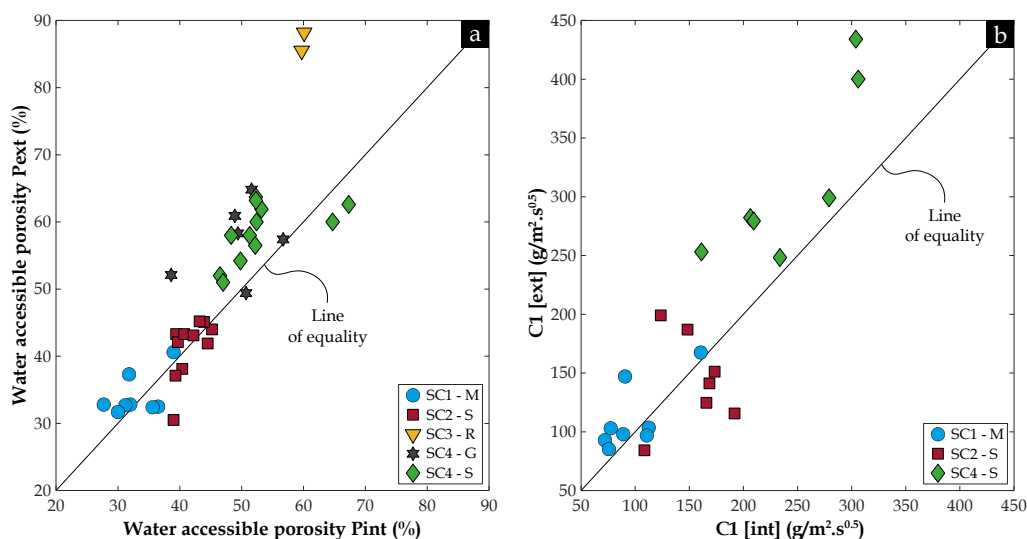 a
90
80
70
60
50
40
30
20
20
30
40
50
60
70
80
90
Water accessible porosity Pext (%)
Water accessible porosity Pint (%)
Line
of equality
SC1 - M
SC2 - S
SC3 - R
SC4 - G
SC4 - S
b
450
400
350
300
250
200
150
100
50
50
100
150
200
250
300
350
400
450
C1 [ext] (g/m².s⁰·⁵)
C1 [int] (g/m².s⁰·⁵)
Line
of equality
SC1 - M
SC2 - S
SC4 - S